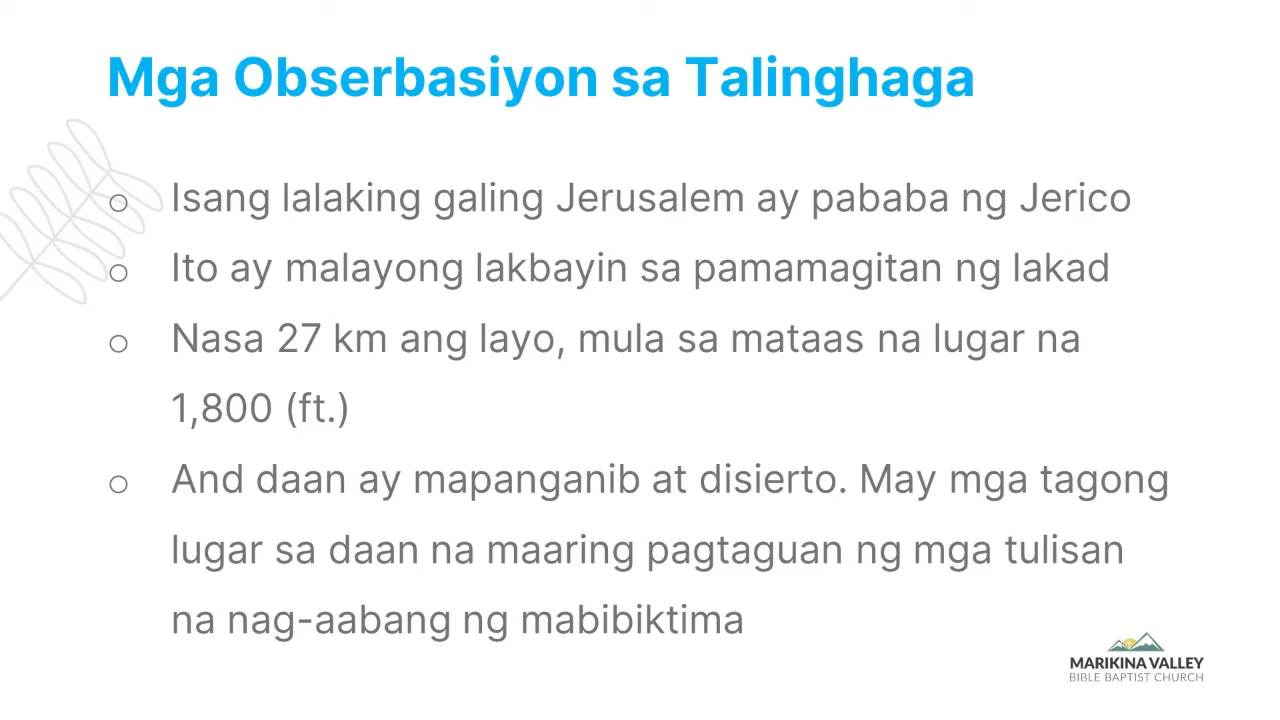 Mga Obserbasiyon sa Talinghaga
Isang lalaking galing Jerusalem ay pababa ng Jerico
Ito ay malayong lakbayin sa pamamagitan ng lakad
Nasa 27 km ang layo, mula sa mataas na lugar na
1,800 (ft.)
And daan ay mapanganib at disierto. May mga tagong
lugar sa daan na maaring pagtaguan ng mga tulisan
na nag-aabang ng mabibiktima
MARIKINA VALLEY
BIBLE BAPTIST CHURCH